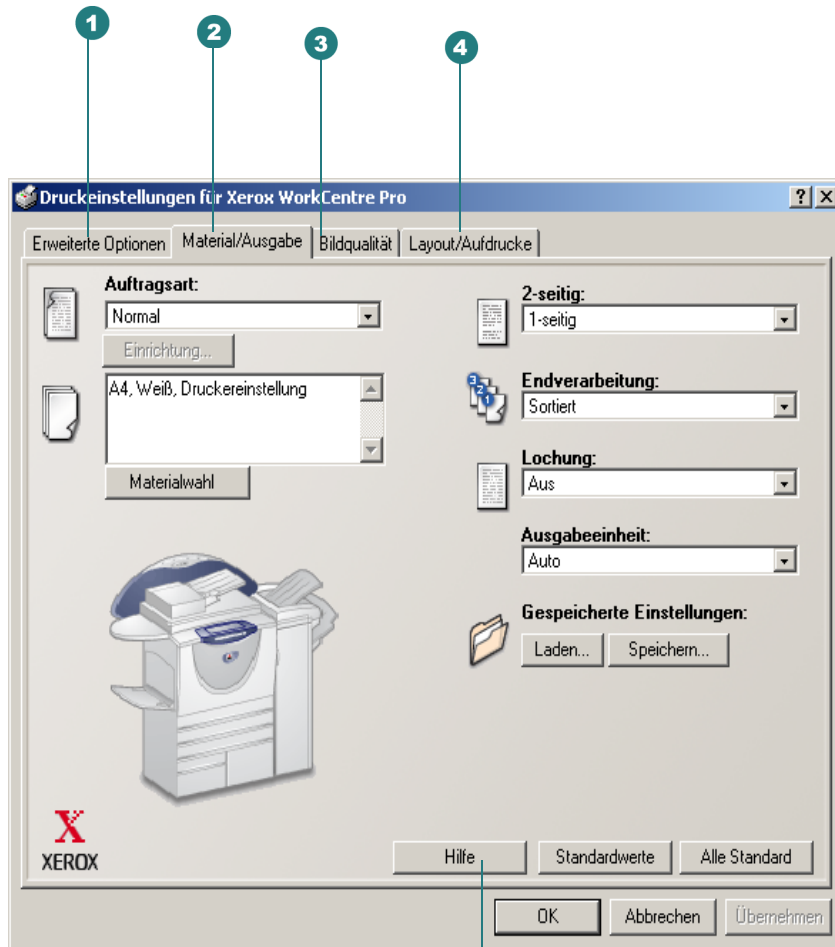 1
2
3
4
Druckeinstellungen für Xerox WorkCentre Pro
Erweiterte Optionen
Material/Ausgabe
Bildqualität
Layout/Aufdrucke
Auftragsart:
Normal
Einrichtung...
A4, Weiß, Druckereinstellung
Materialwahl
2-seitig:
1-seitig
Endverarbeitung:
Sortiert
Lochung:
Aus
Ausgabeeinheit:
Auto
Gespeicherte Einstellungen:
Laden...
Speichern...
X
XEROX
Hilfe
Standardwerte
Alle Standard
OK
Abbrechen
Übernehmen